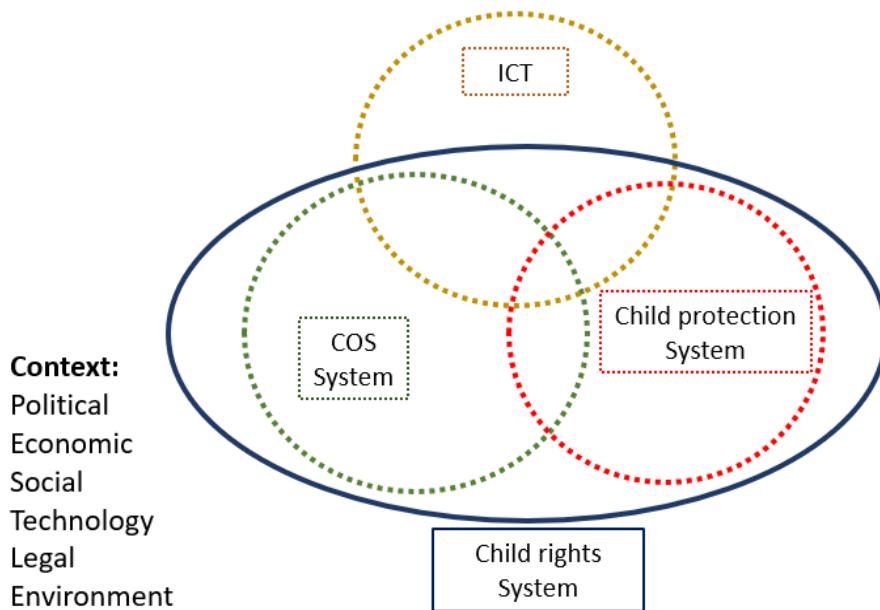 ICT
COS
System
Child protection
System
Context:
Political
Economic
Social
Technology
Legal
Environment
Child rights
System